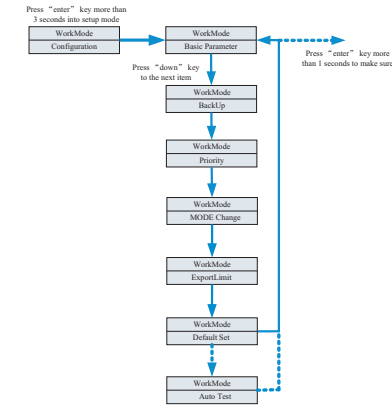 Press “enter” key more than
3 seconds into setup mode
WorkMode
Configuration
WorkMode
Basic Parameter
Press “enter” key more
than 1 seconds to make sure
Press “down” key
to the next item
WorkMode
BackUp
WorkMode
Priority
WorkMode
MODE Change
WorkMode
ExportLimit
WorkMode
Default Set
WorkMode
Auto Test